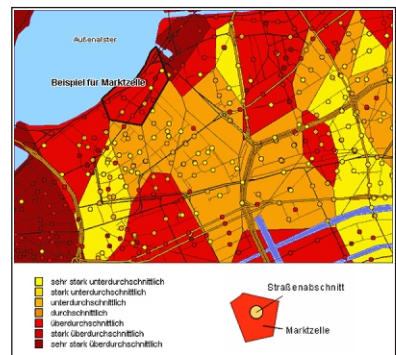 Außenalster
Beispiel für Marktzelle
sehr stark unterdurchschnittlich
stark unterdurchschnittlich
unterdurchschnittlich
durchschnittlich
überdurchschnittlich
stark überdurchschnittlich
sehr stark überdurchschnittlich
Straßenabschnitt
Marktzelle